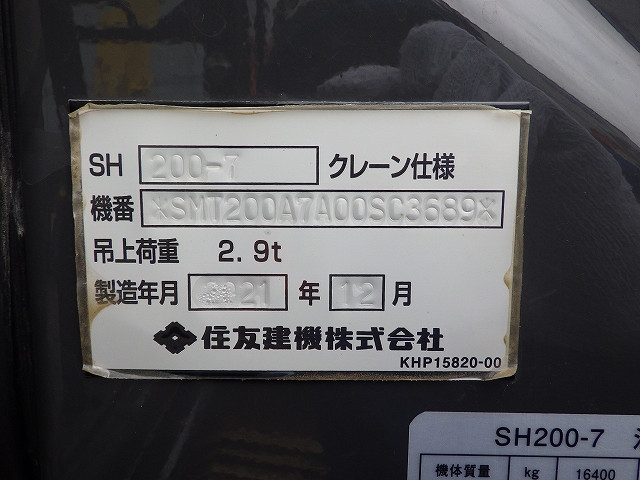 SH 200-7 クレーン仕様
機番 *SMT200A7A00SC3689*
吊上荷重 2.9t
製造年月 2021 年 12 月
住友建機株式会社
KHP15820-00
SH200-7
機体質量 kg 16400